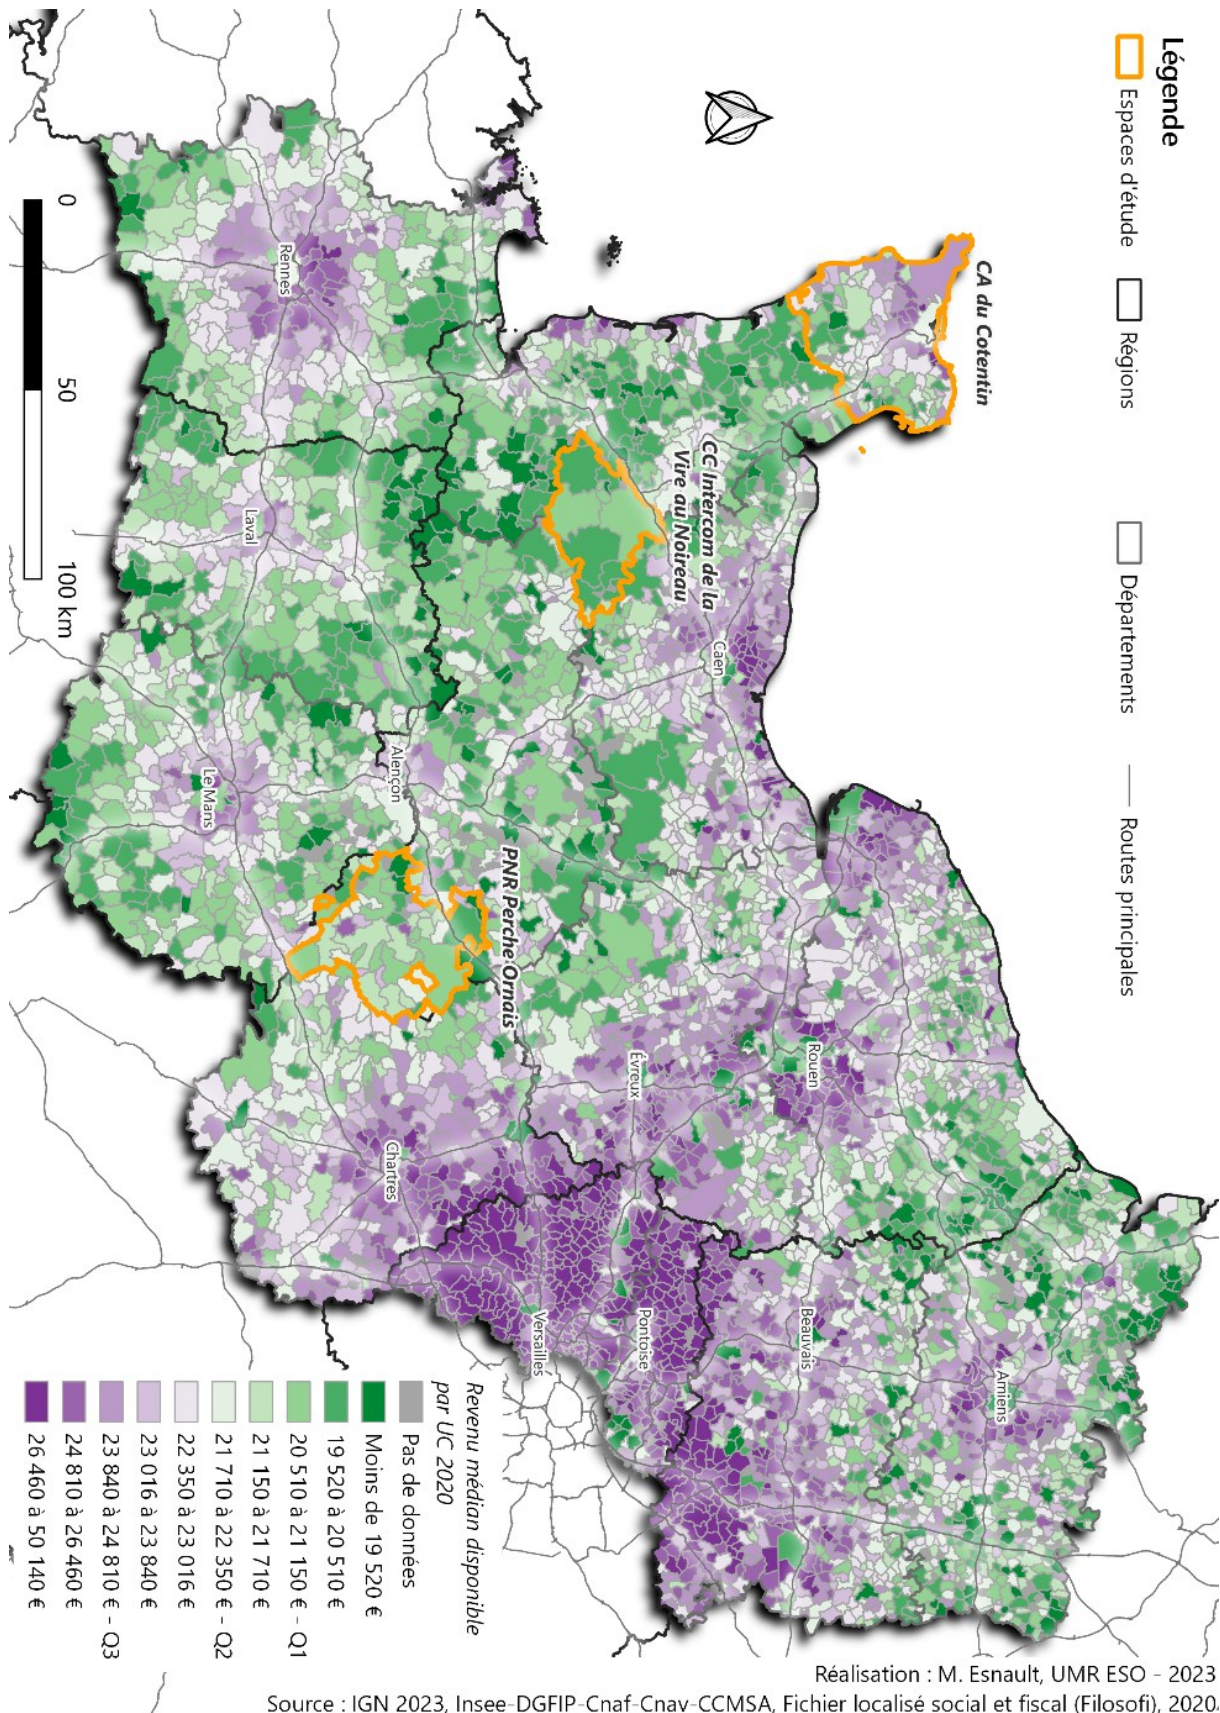 Légende
Espaces d'étude
Régions
Départements
Routes principales
CA du Cotentin
CC Intercom de la
Vire au Noireau
PNR Perche Ornais
Rennes
Laval
Le Mans
Alençon
Caen
Rouen
Évreux
Chartres
Versailles
Pontoise
Beauvais
Amiens
0
50
100 km
Revenu médian disponible
par UC 2020
Pas de données
Moins de 19 520 €
19 520 à 20 510 €
20 510 à 21 150 € - Q1
21 150 à 21 710 €
21 710 à 22 350 € - Q2
22 350 à 23 016 €
23 016 à 23 840 €
23 840 à 24 810 € - Q3
24 810 à 26 460 €
26 460 à 50 140 €
Réalisation : M. Esnault, UMR ESO - 2023
Source : IGN 2023, Insee-DGFIP-Cnaf-Cnav-CCMSA, Fichier localisé social et fiscal (Filosofi), 2020